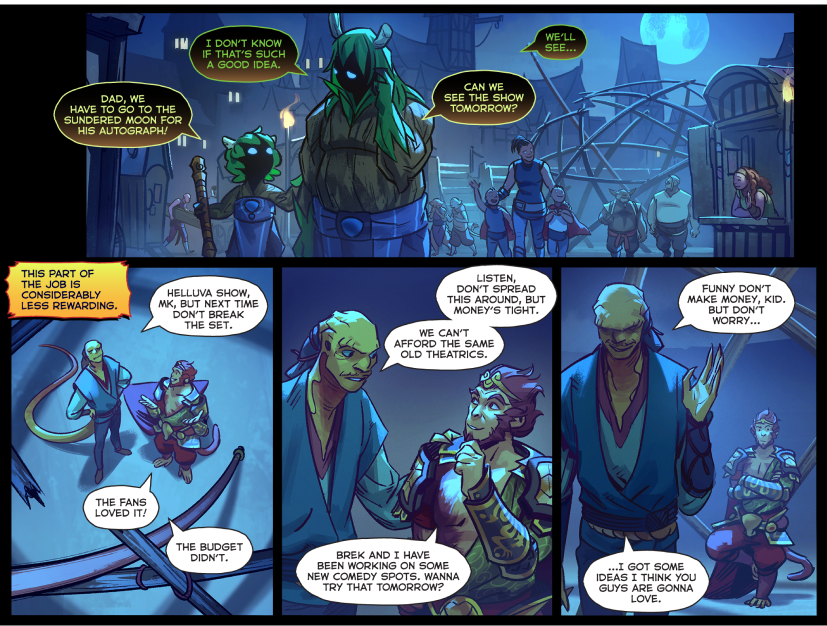 I DON'T KNOW
IF THAT'S SUCH
A GOOD IDEA.
WE'LL
SEE...
DAD, WE
HAVE TO GO TO THE
SUNDERED MOON FOR
HIS AUTOGRAPH!
CAN WE
SEE THE SHOW
TOMORROW?
THIS PART OF
THE JOB IS
CONSIDERABLY
LESS REWARDING.
HELLUVA SHOW,
MK, BUT NEXT TIME
DON'T BREAK
THE SET.
THE FANS
LOVED IT!
THE BUDGET
DIDN'T.
LISTEN,
DON'T SPREAD
THIS AROUND, BUT
MONEY'S TIGHT.
WE CAN'T
AFFORD THE SAME
OLD THEATRICS.
BREK AND I HAVE
BEEN WORKING ON SOME
NEW COMEDY SPOTS. WANNA
TRY THAT TOMORROW?
FUNNY DON'T
MAKE MONEY, KID.
BUT DON'T
WORRY...
...I GOT SOME
IDEAS I THINK YOU
GUYS ARE GONNA
LOVE.